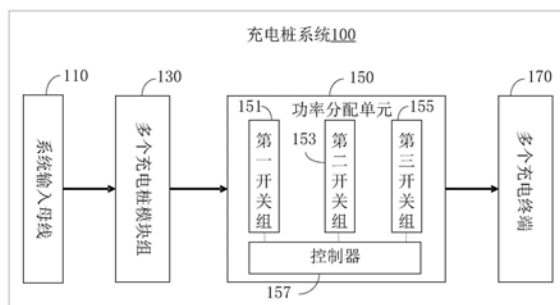 充电桩系统100
110
130
150
170
系统输入母线
多个充电桩模块组
功率分配单元
151
153
155
第一开关组
第二开关组
第三开关组
控制器
157
多个充电终端